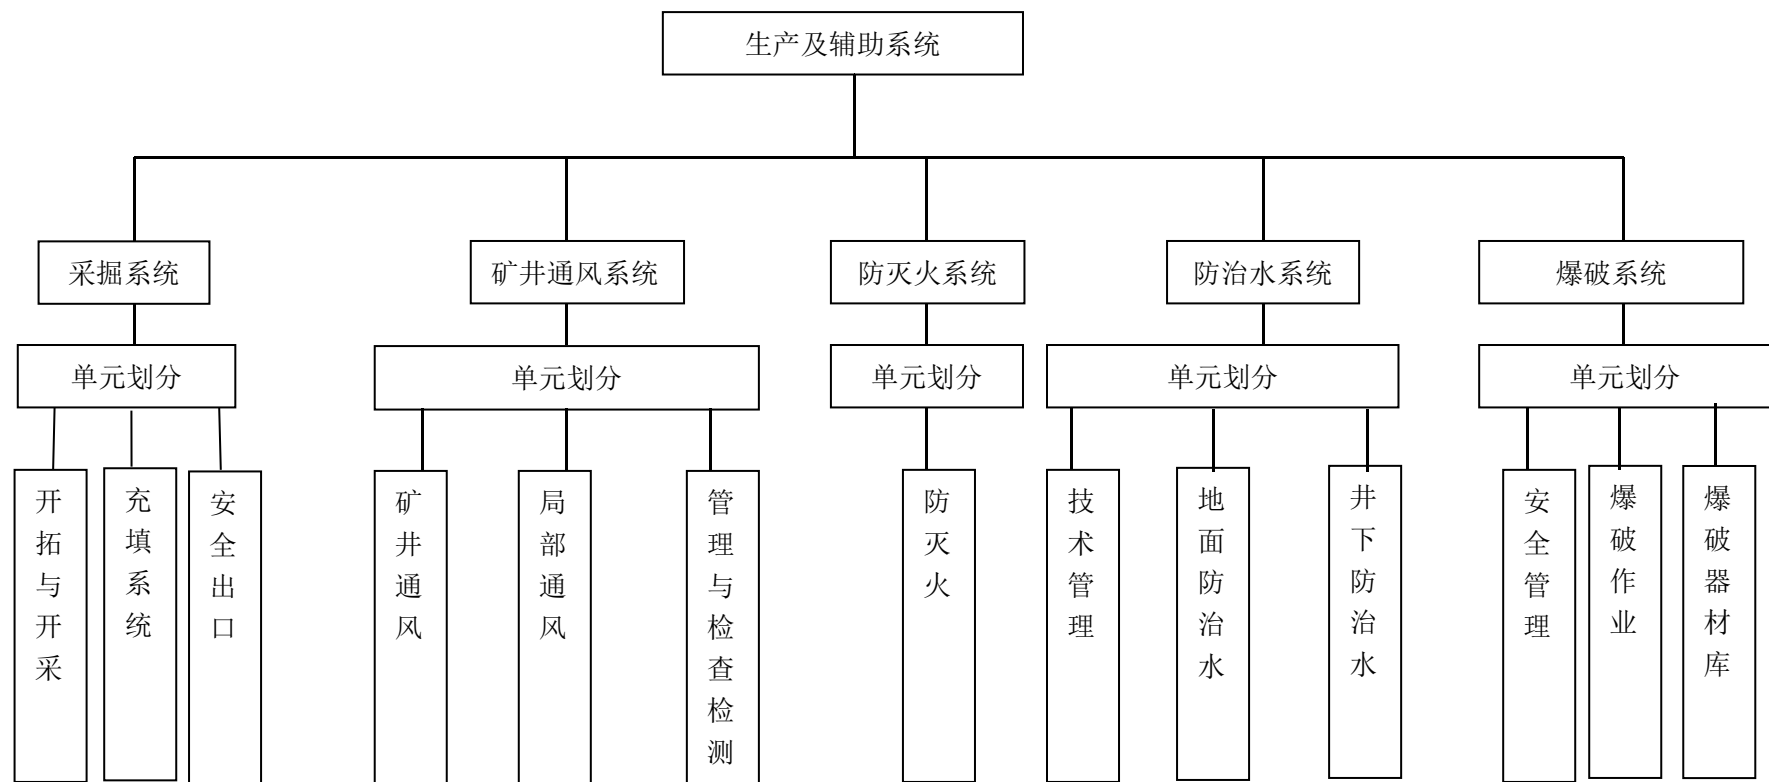 生产及辅助系统
采掘系统
矿井通风系统
防灭火系统
防治水系统
爆破系统
单元划分
单元划分
单元划分
单元划分
单元划分
开拓与开采
充填系统
安全出口
矿井通风
局部通风
管理与检查检测
防灭火
技术管理
地面防治水
井下防治水
安全管理
爆破作业
爆破器材库